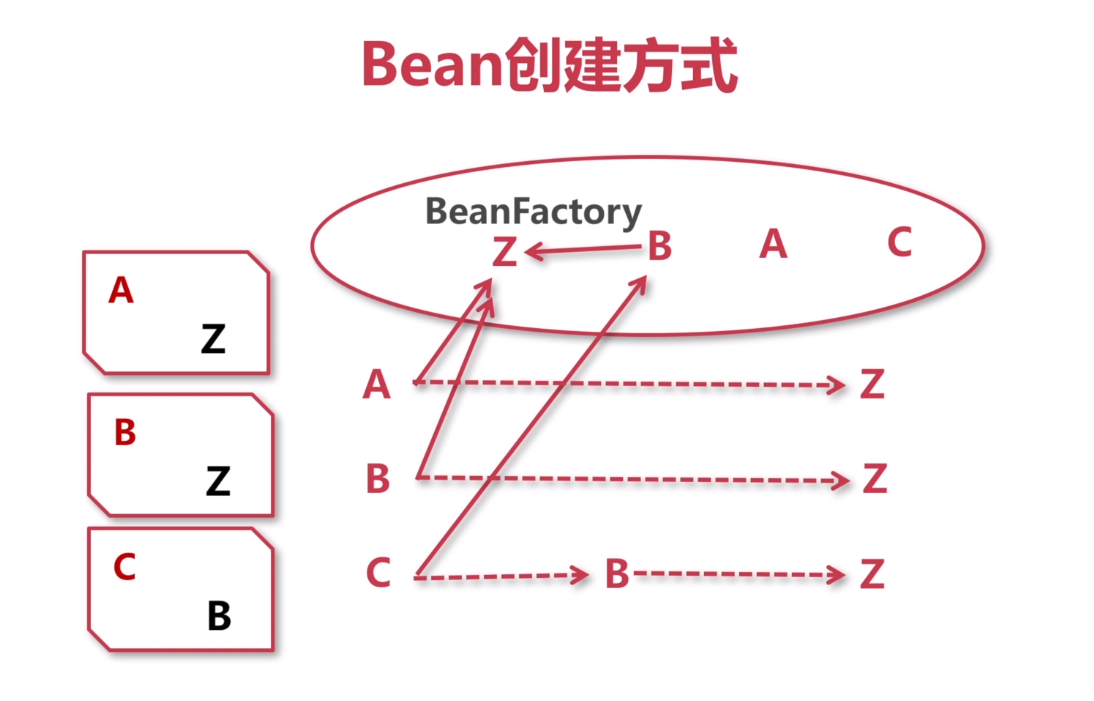 Bean创建方式
BeanFactory
Z B A C
A
Z
B
Z
C
B
A Z
B Z
C B Z